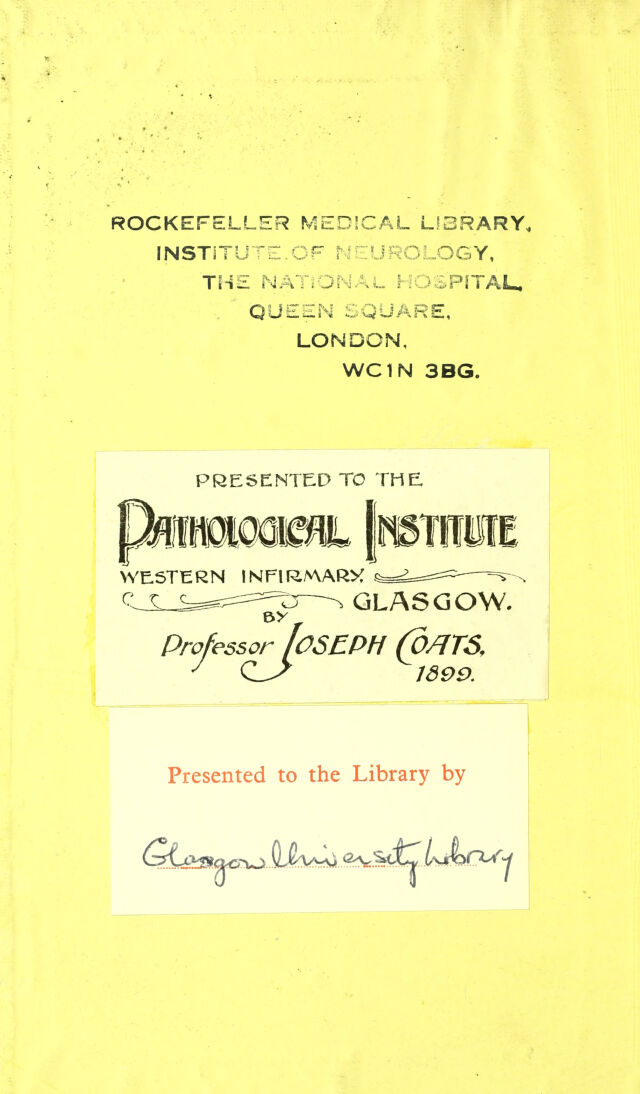 ROCKEFELLER MEDICAL LIBRARY,
INSTITUTE OF NEUROLOGY,
THE NATIONAL HOSPITAL,
QUEEN SQUARE,
LONDON,
WC1N 3BG.
PRESENTED TO THE
PATHOLOGICAL INSTITUTE
WESTERN INFIRMARY
GLASGOW.
BY
Professor JOSEPH COATS,
1899.
Presented to the Library by
Glasgow University Library